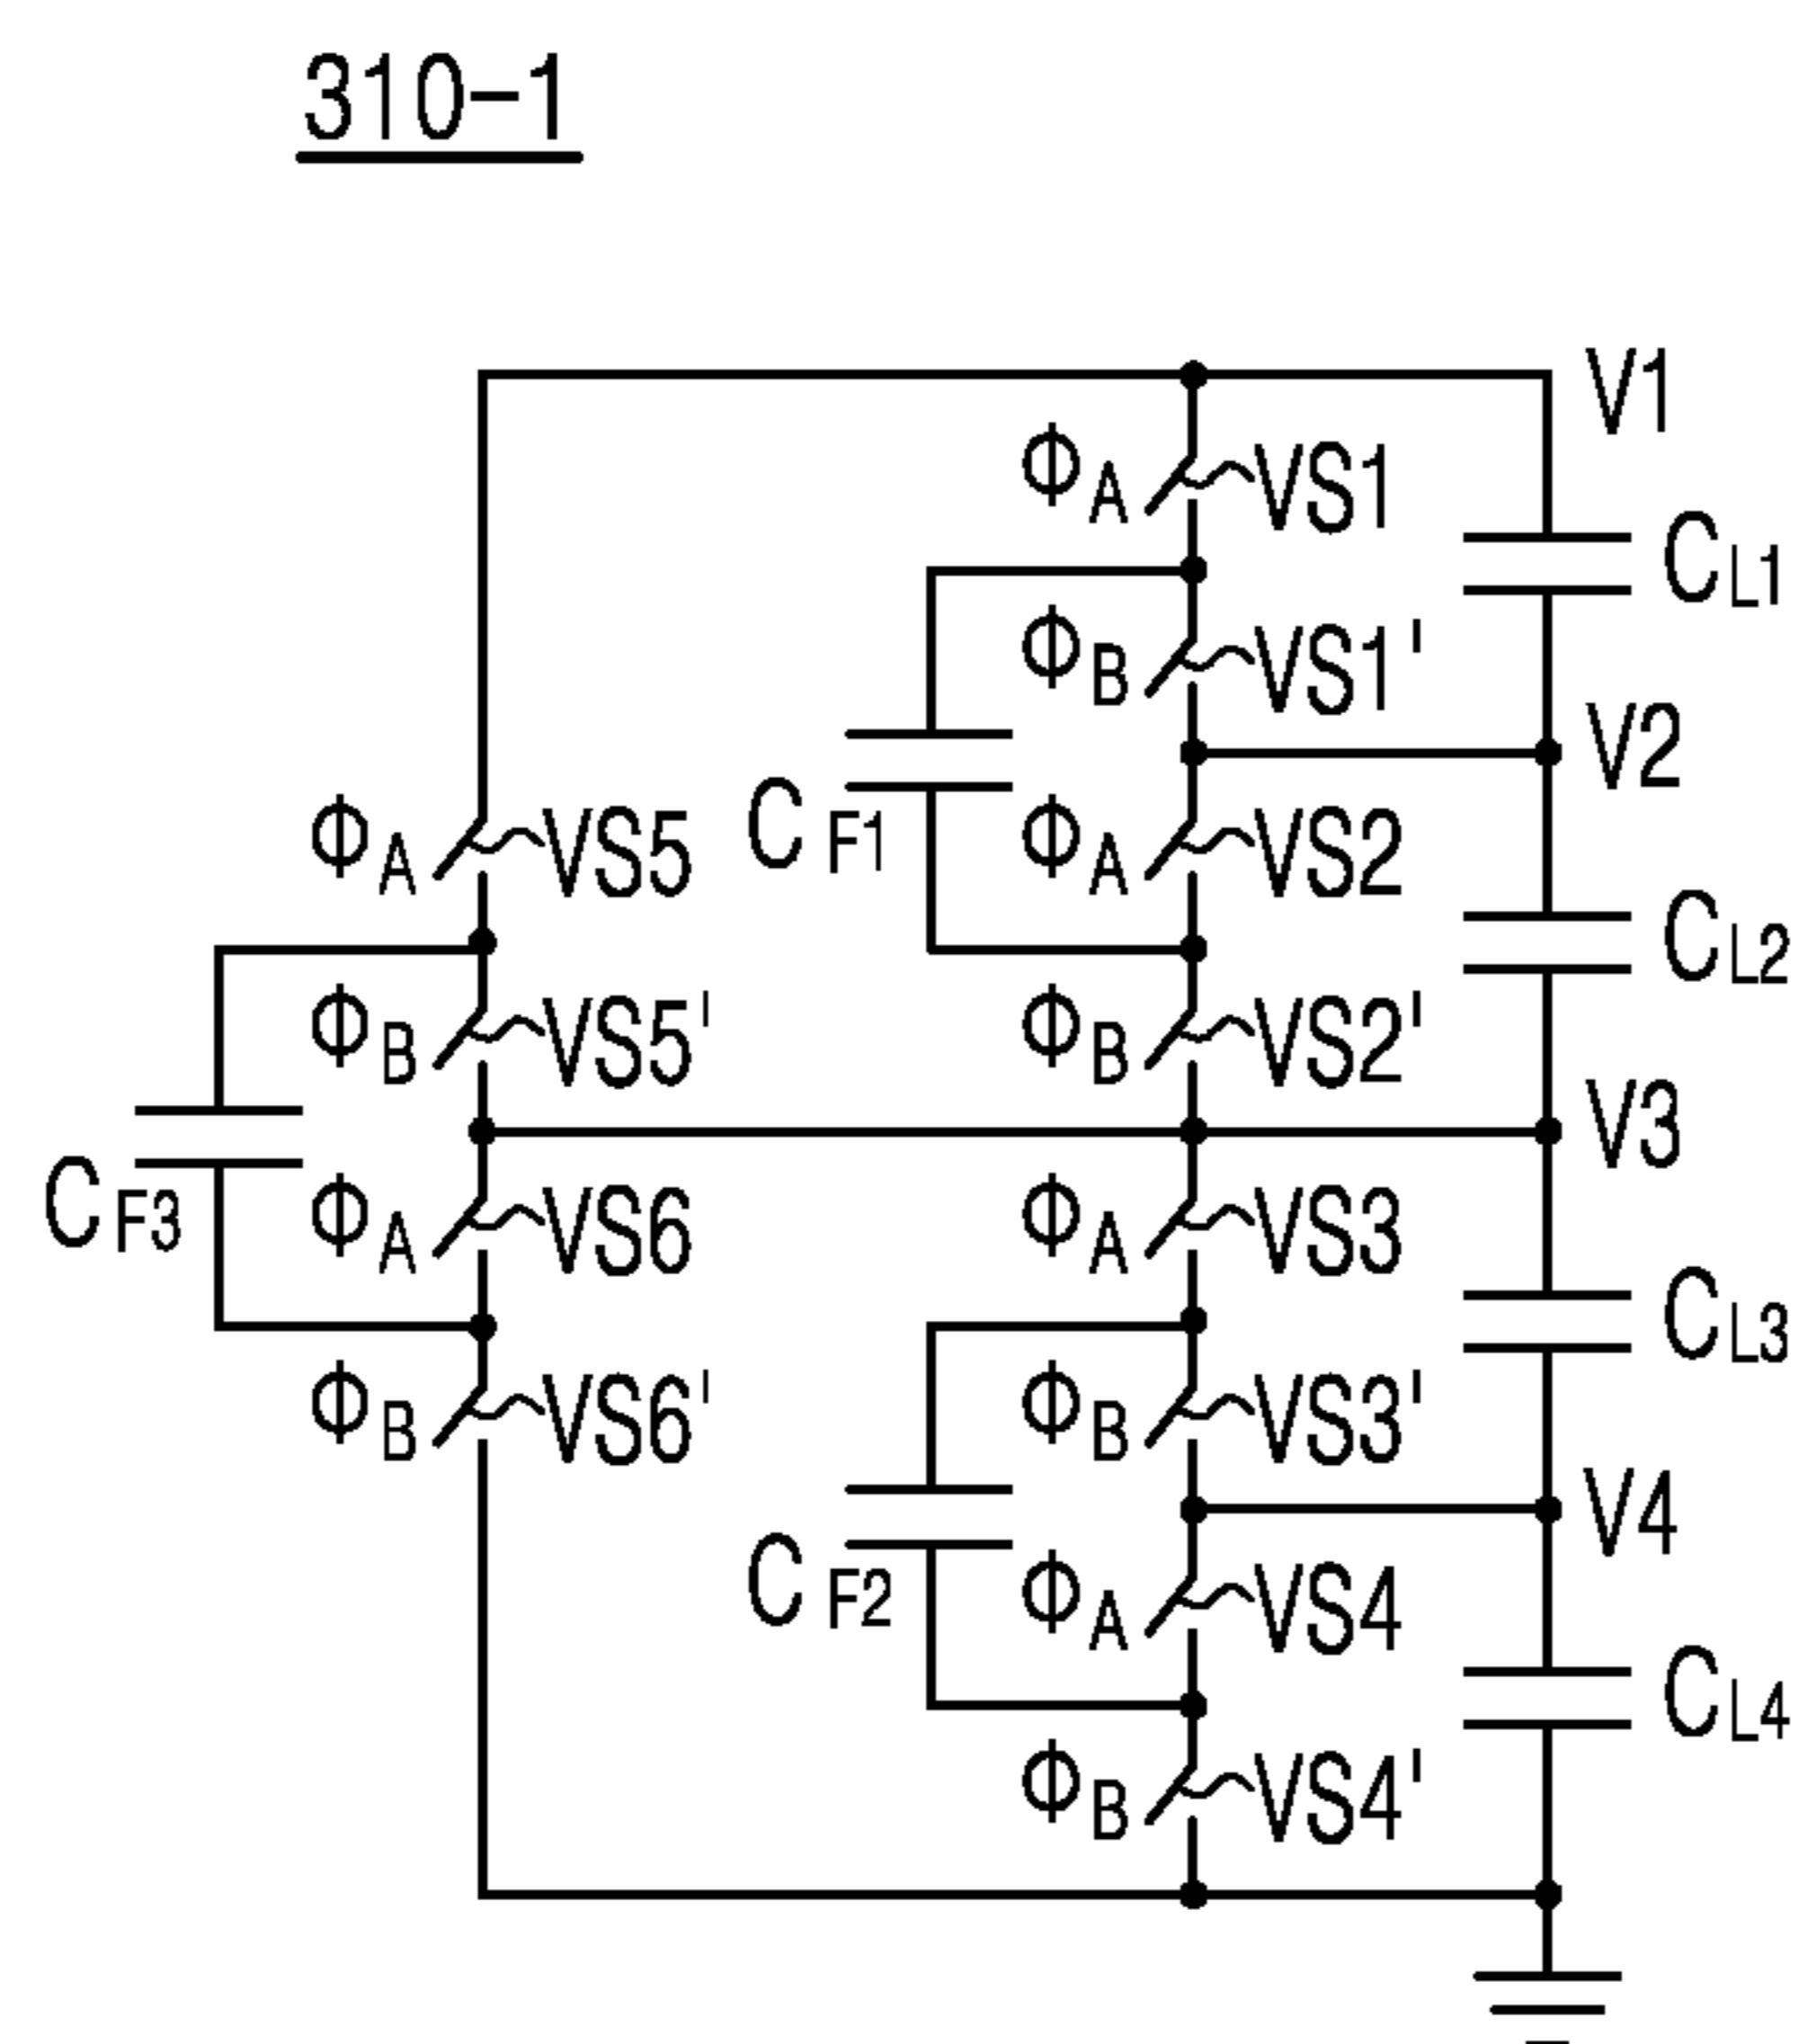 310-1
V1
ΦA VS1
CL1
ΦB VS1'
V2
ΦA VS5
CF1
ΦA VS2
CL2
ΦB VS5'
ΦB VS2'
V3
CF3
ΦA VS6
ΦA VS3
CL3
ΦB VS6'
ΦB VS3'
V4
CF2
ΦA VS4
CL4
ΦB VS4'